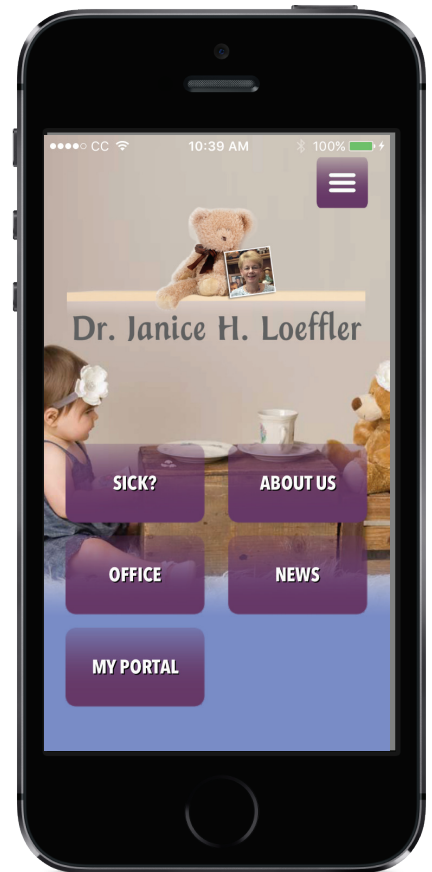 CC 10:39 AM 100%
Dr. Janice H. Loeffler
SICK? ABOUT US
OFFICE NEWS
MY PORTAL